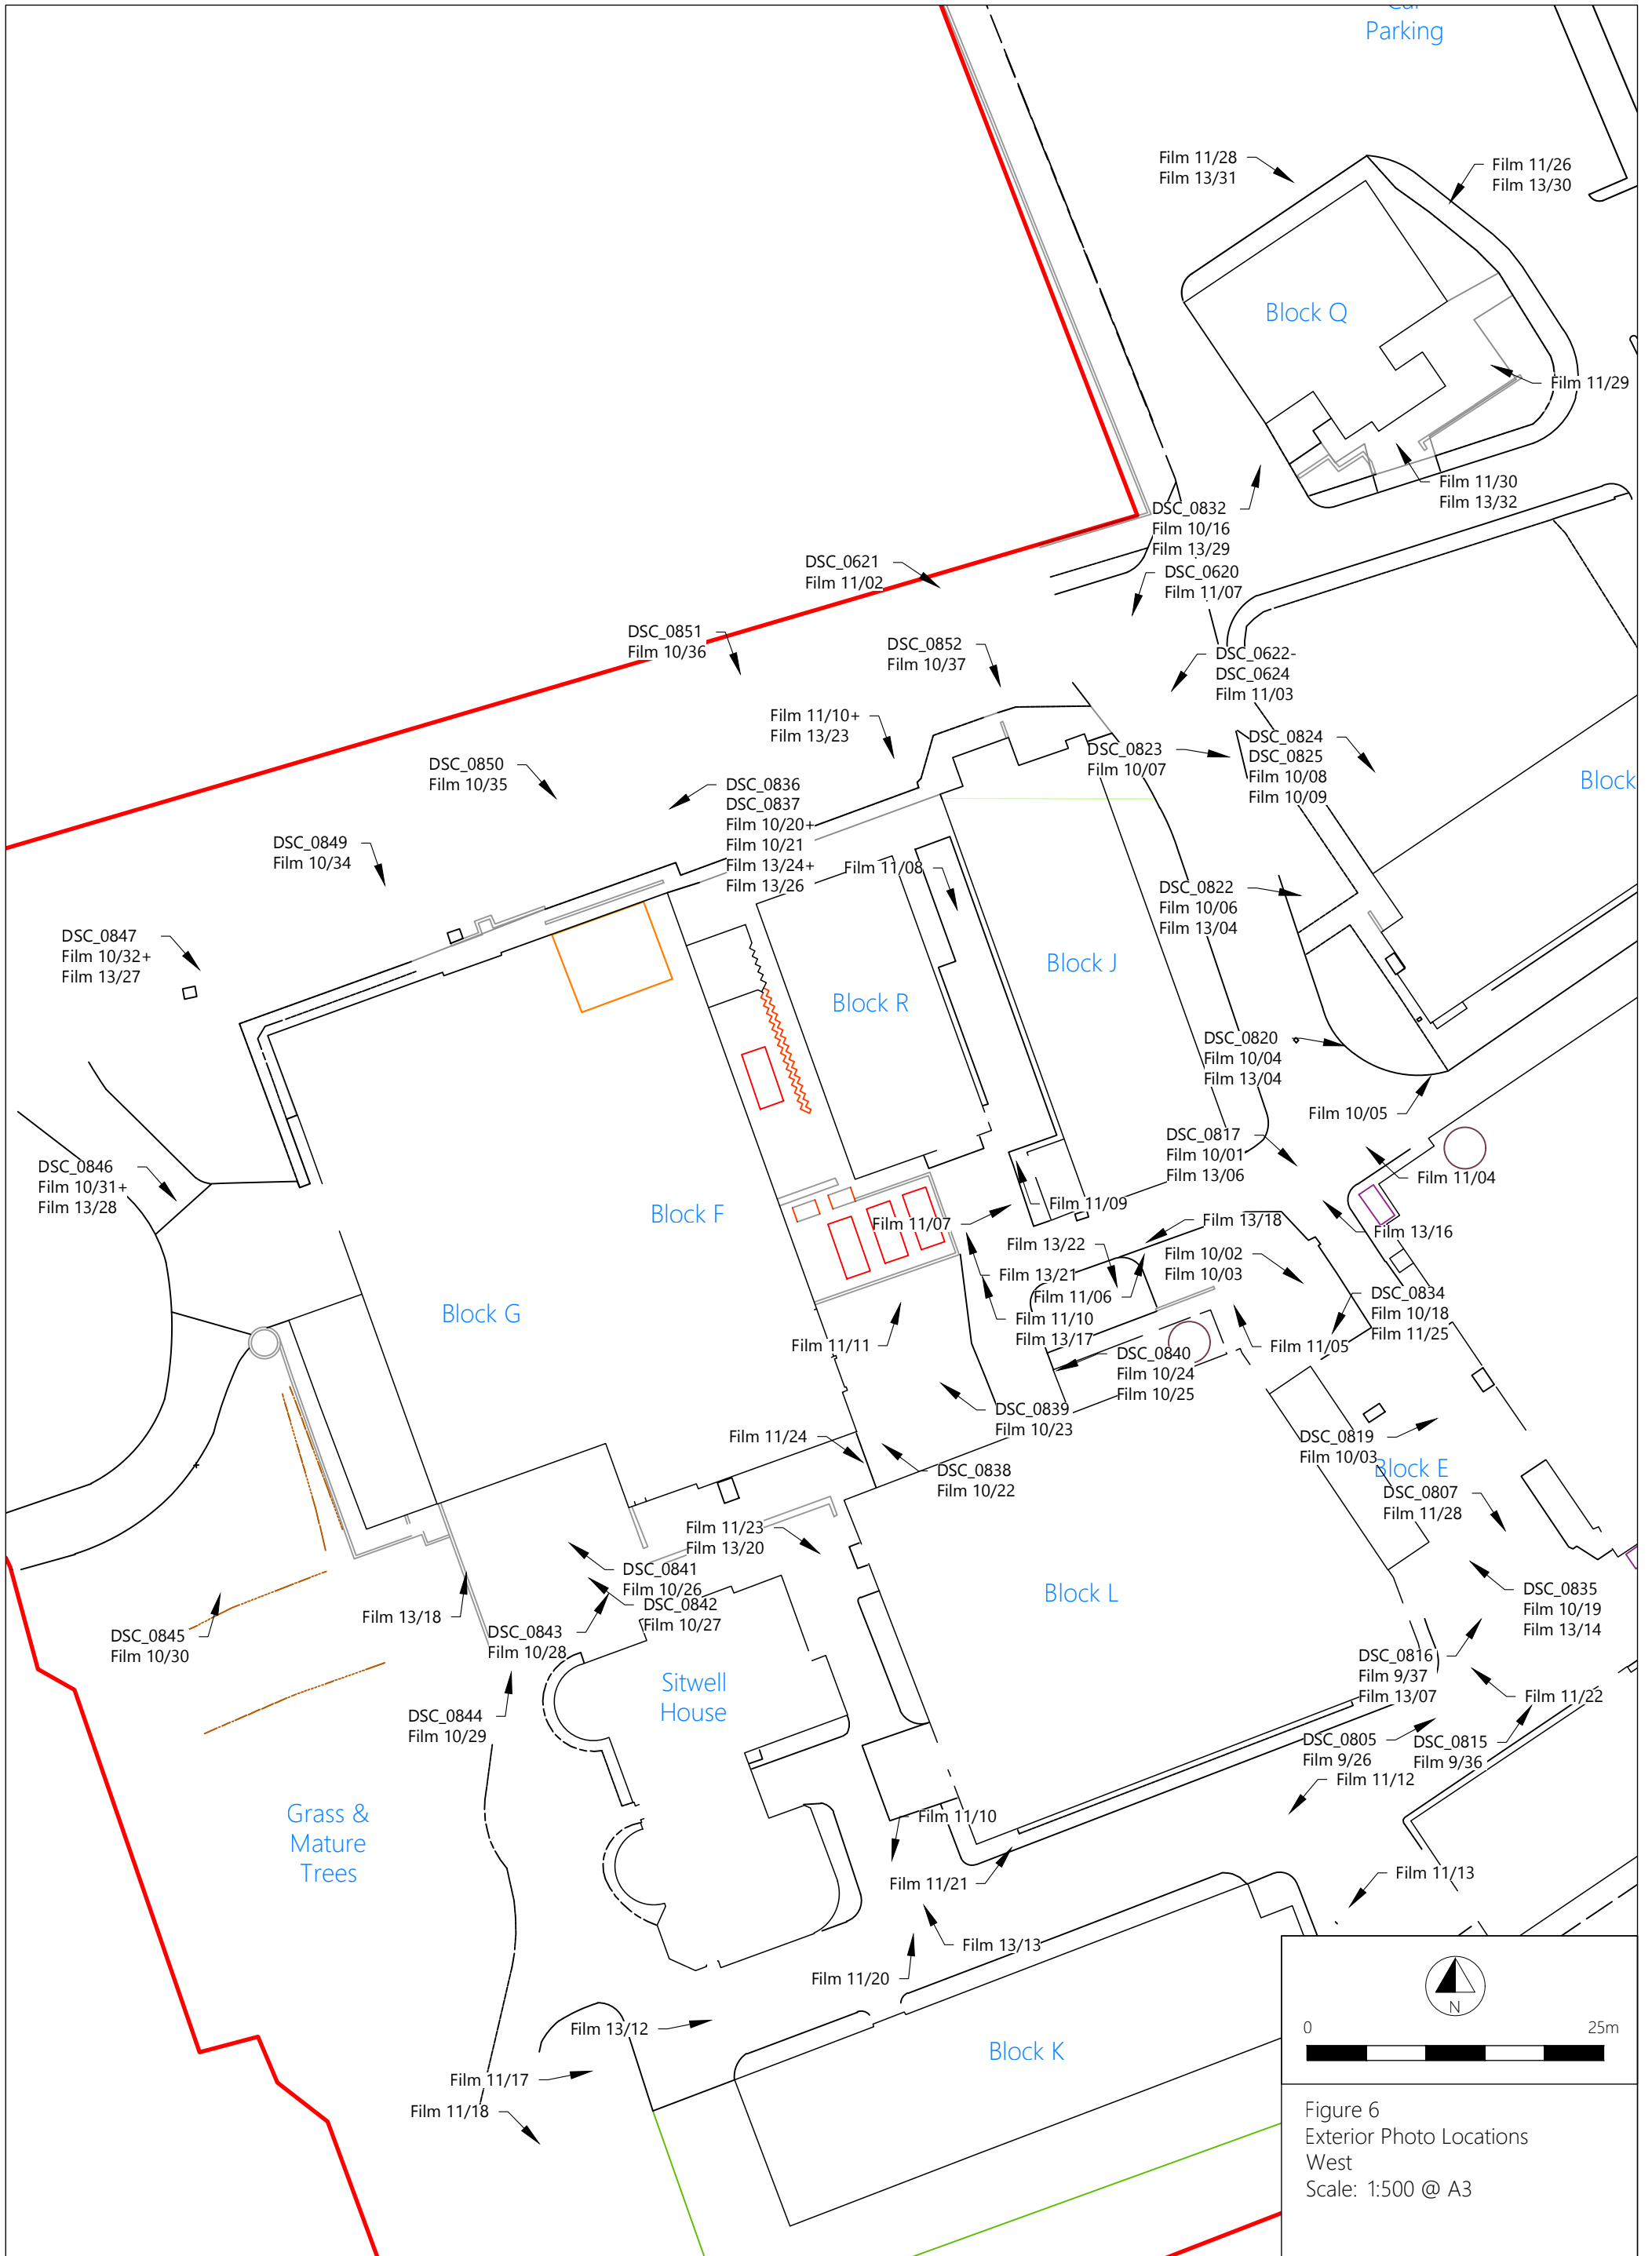 Parking
Film 11/28
Film 13/31
Film 11/26
Film 13/30
Block Q
Film 11/29
Film 11/30
Film 13/32
DSC_0832
Film 10/16
Film 13/29
DSC_0621
Film 11/02
DSC_0620
Film 11/07
DSC_0851
Film 10/36
DSC_0852
Film 10/37
DSC_0622-
DSC_0624
Film 11/03
Film 11/10+
Film 13/23
DSC_0823
Film 10/07
DSC_0824
DSC_0825
Film 10/08
Film 10/09
Block
DSC_0850
Film 10/35
DSC_0836
DSC_0837
Film 10/20+
Film 10/21
Film 13/24+
Film 13/26
DSC_0849
Film 10/34
Film 11/08
DSC_0822
Film 10/06
Film 13/04
DSC_0847
Film 10/32+
Film 13/27
Block J
Block R
DSC_0820
Film 10/04
Film 13/04
Film 10/05
DSC_0817
Film 10/01
Film 13/06
DSC_0846
Film 10/31+
Film 13/28
Film 11/04
Film 11/09
Block F
Film 11/07
Film 13/18
Film 13/16
Film 13/22
Film 10/02
Film 10/03
Film 13/21
Film 11/06
DSC_0834
Film 10/18
Film 11/25
Block G
Film 11/10
Film 13/17
Film 11/11
Film 11/05
DSC_0840
Film 10/24
Film 10/25
DSC_0839
Film 10/23
Film 11/24
DSC_0819
Film 10/03
Block E
DSC_0838
Film 10/22
DSC_0807
Film 11/28
Film 11/23
Film 13/20
DSC_0841
Film 10/26
DSC_0842
Film 10/27
Block L
DSC_0835
Film 10/19
Film 13/14
Film 13/18
DSC_0843
Film 10/28
DSC_0845
Film 10/30
DSC_0816
Film 9/37
Film 13/07
Sitwell
House
Film 11/22
DSC_0844
Film 10/29
DSC_0805
Film 9/26
DSC_0815
Film 9/36
Film 11/12
Grass &
Mature
Trees
Film 11/10
Film 11/13
Film 11/21
Film 13/13
Film 11/20
Film 13/12
Block K
Film 11/17
Film 11/18
N
0 25m
Figure 6
Exterior Photo Locations
West
Scale: 1:500 @ A3